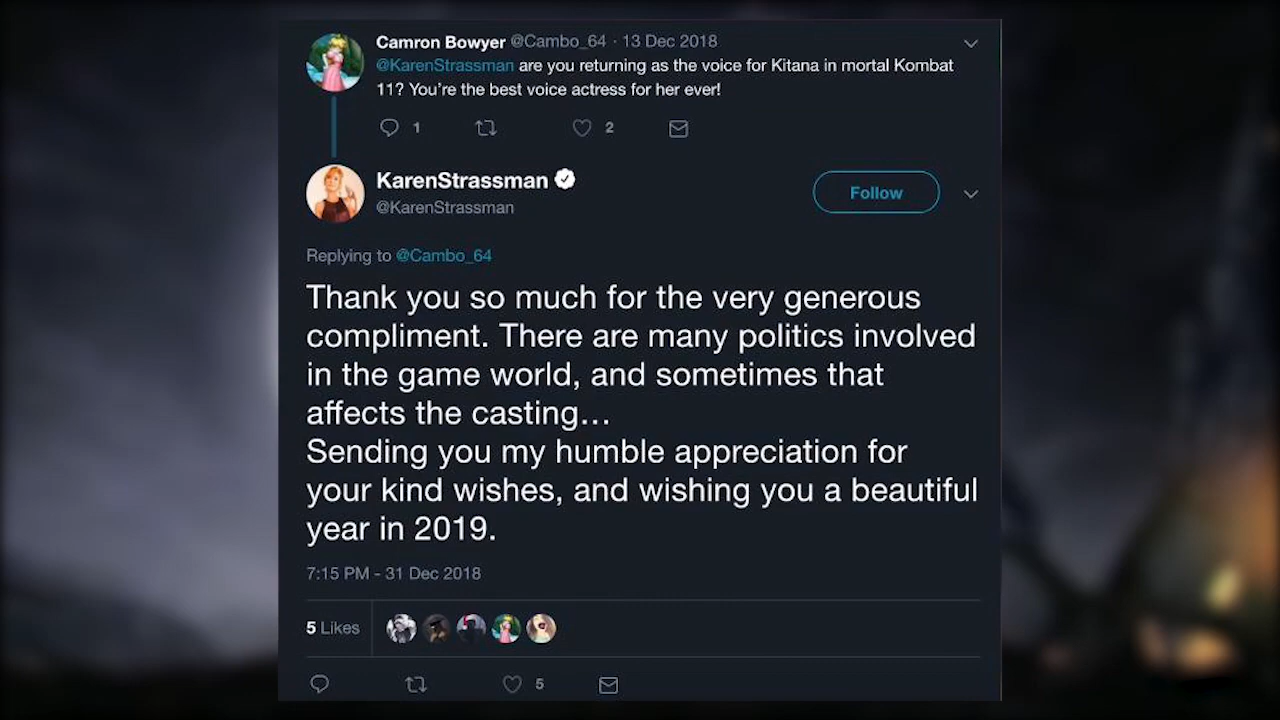 Camron Bowyer @Cambo_64 · 13 Dec 2018
@KarenStrassman are you returning as the voice for Kitana in mortal Kombat
11? You're the best voice actress for her ever!
1 2
KarenStrassman
Follow
@KarenStrassman
Replying to @Cambo_64
Thank you so much for the very generous
compliment. There are many politics involved
in the game world, and sometimes that
affects the casting...
Sending you my humble appreciation for
your kind wishes, and wishing you a beautiful
year in 2019.
7:15 PM - 31 Dec 2018
5 Likes
5